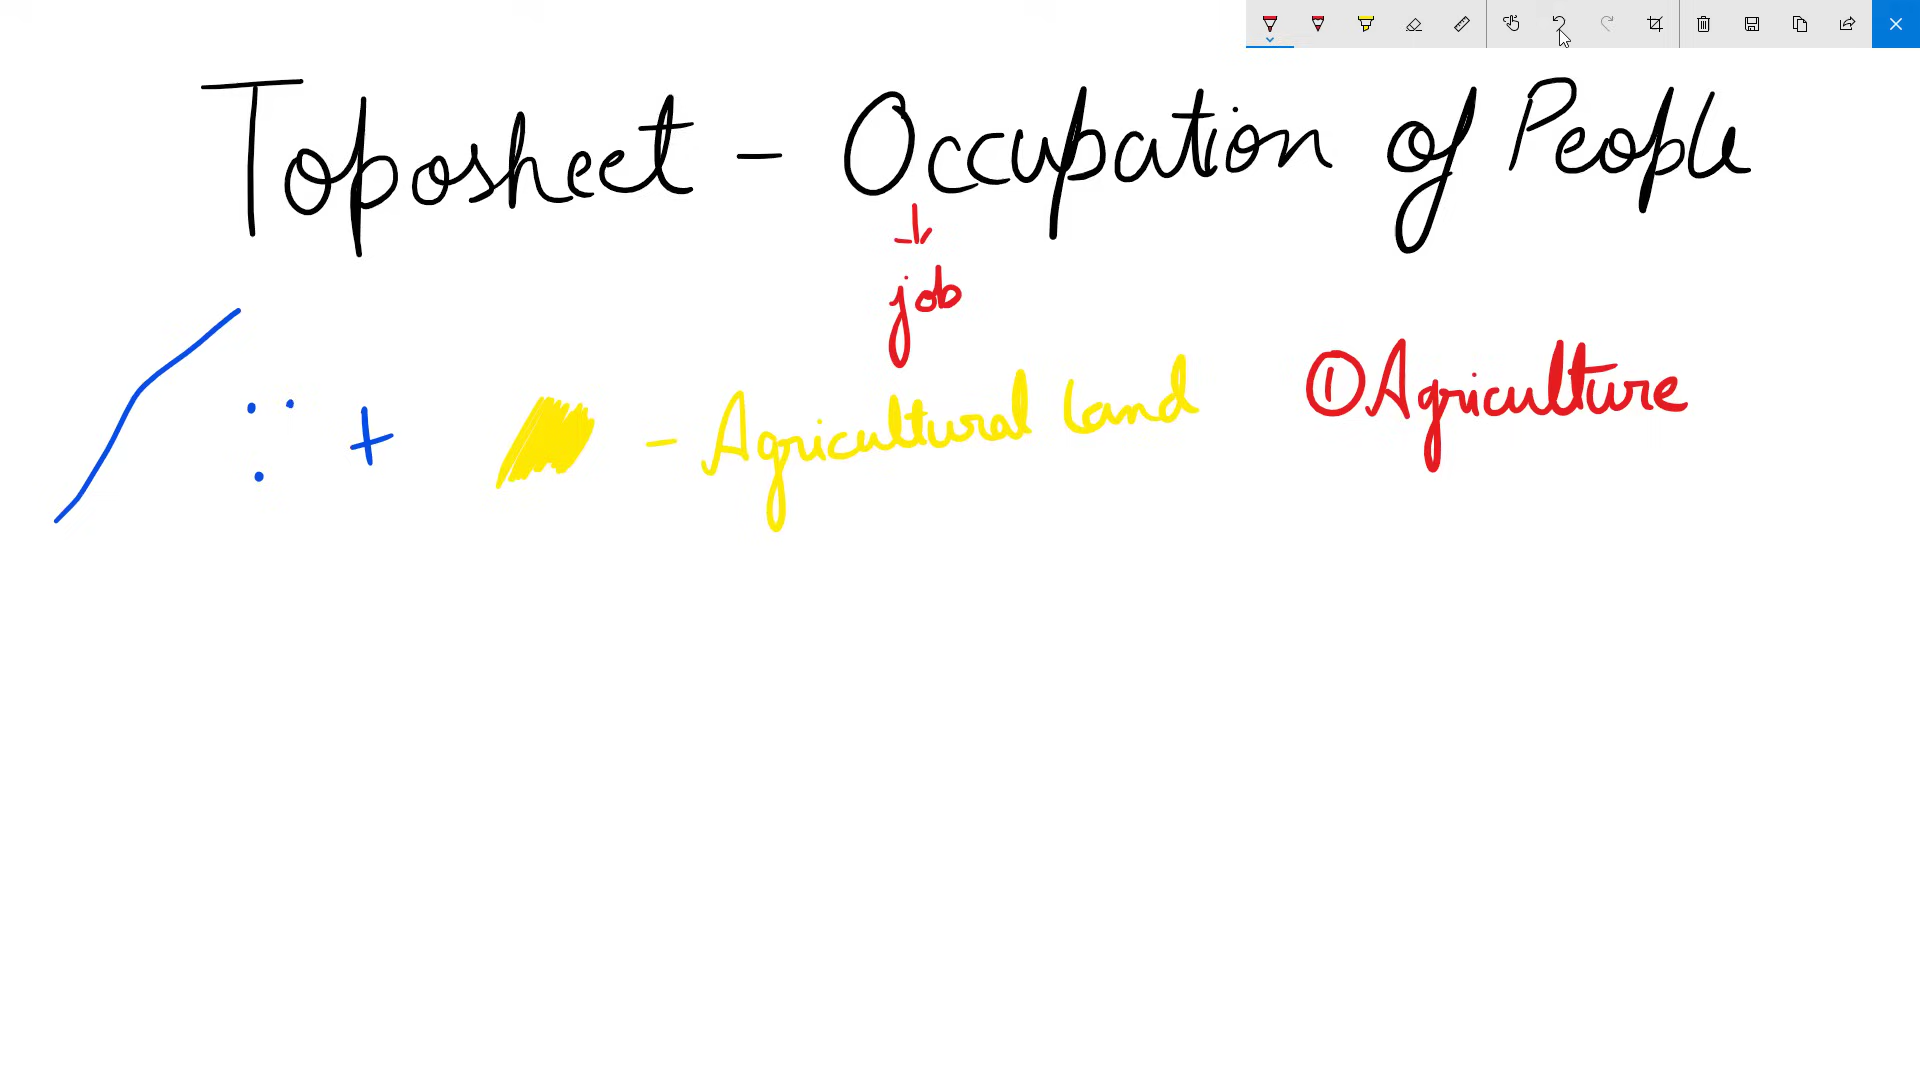 Toposheet - Occupation of People
job
+ - Agricultural land
① Agriculture